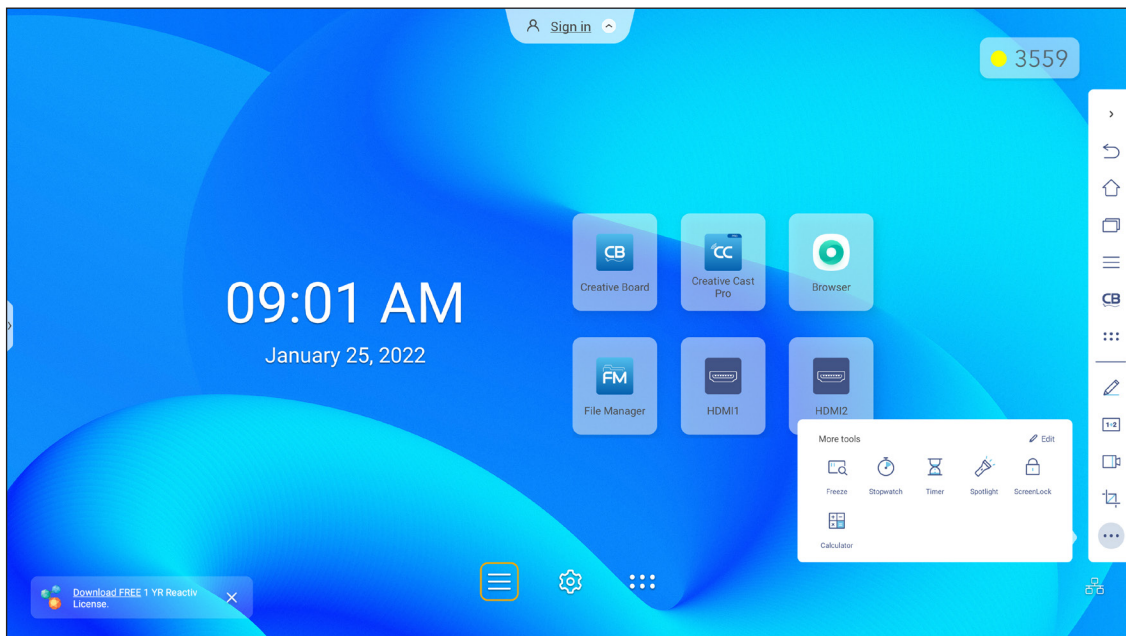 Sign in
3559
CB
Creative Board
CC
Creative Cast
Pro
Browser
09:01 AM
January 25, 2022
FM
File Manager
HDMI1
HDMI2
CB
More tools
Edit
Freeze
Stopwatch
Timer
Spotlight
ScreenLock
Calculator
Download FREE 1 YR Reactiv
License.